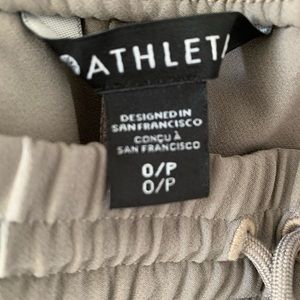 ATHLETA
DESIGNED IN
SAN FRANCISCO
CONÇU À
SAN FRANCISCO
0/P
0/P